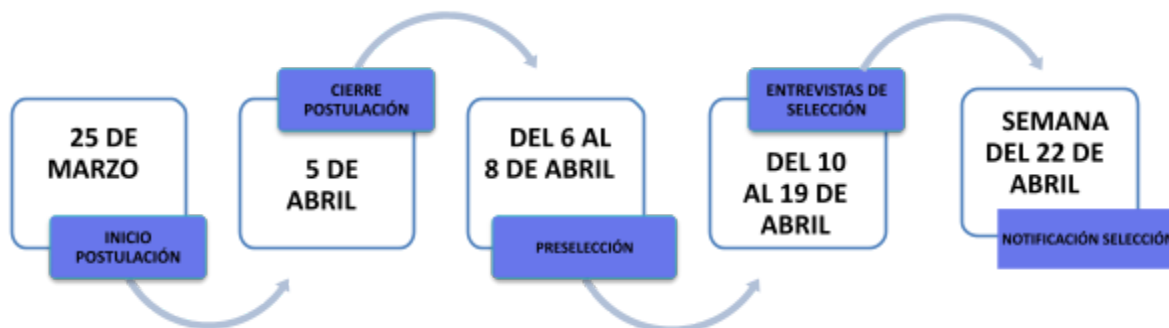 25 DE
MARZO
INICIO
POSTULACIÓN
CIERRE
POSTULACIÓN
5 DE
ABRIL
DEL 6 AL
8 DE ABRIL
PRESELECCIÓN
ENTREVISTAS DE
SELECCIÓN
DEL 10
AL 19 DE
ABRIL
SEMANA
DEL 22 DE
ABRIL
NOTIFICACIÓN SELECCIÓN